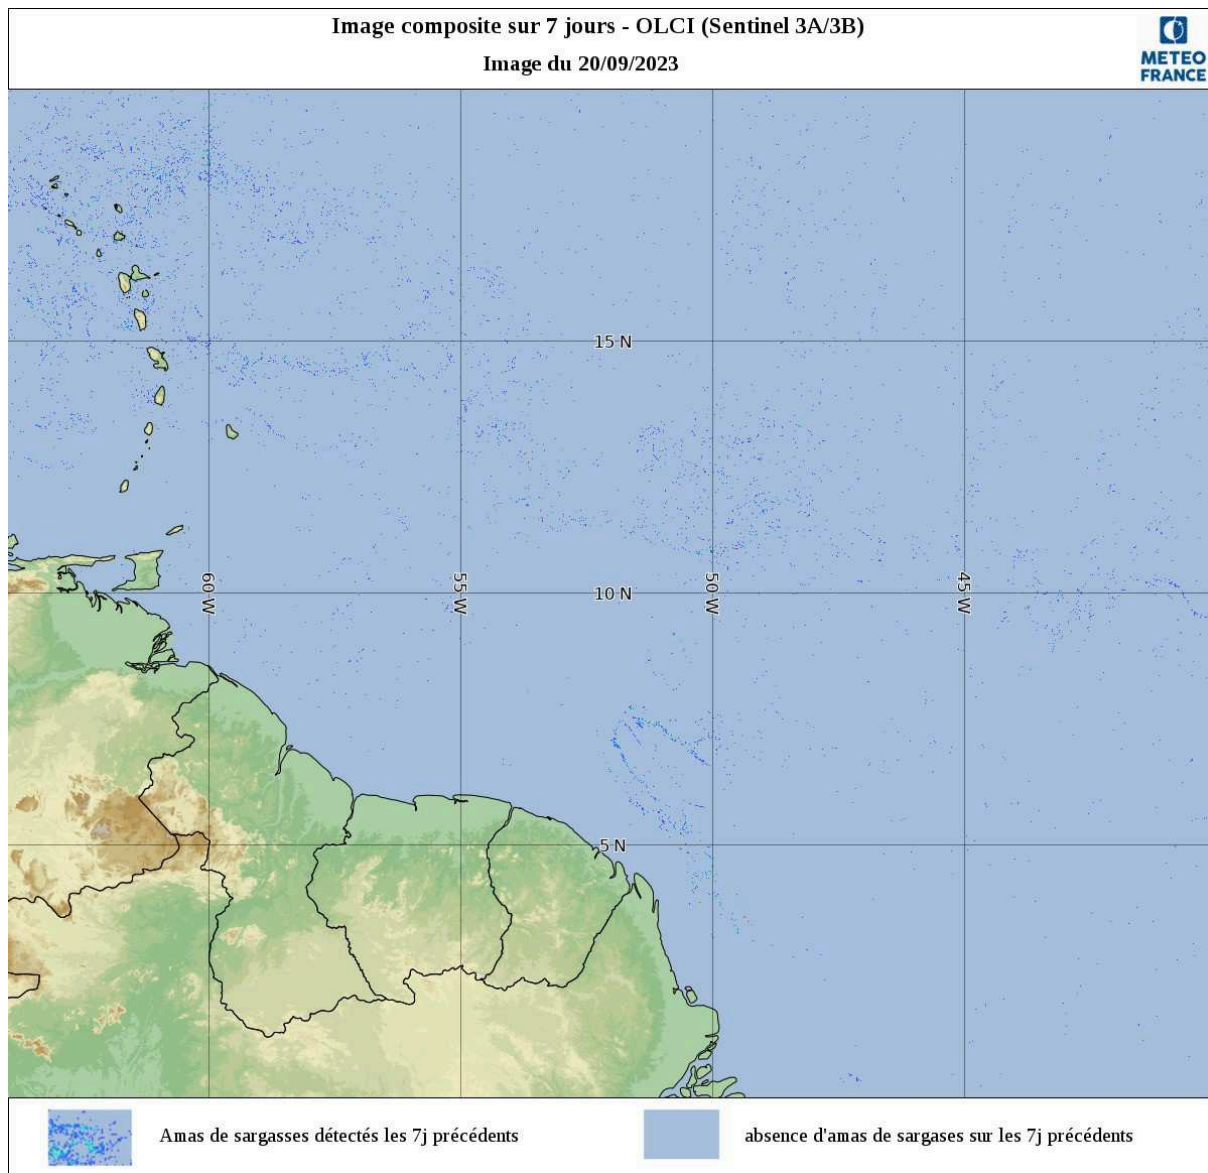 Image composite sur 7 jours - OLCI (Sentinel 3A/3B)
Image du 20/09/2023
METEO
FRANCE
15 N
60 W
55 W
10 N
50 W
45 W
5 N
Amas de sargasses détectés les 7j précédents
absence d'amas de sargases sur les 7j précédents